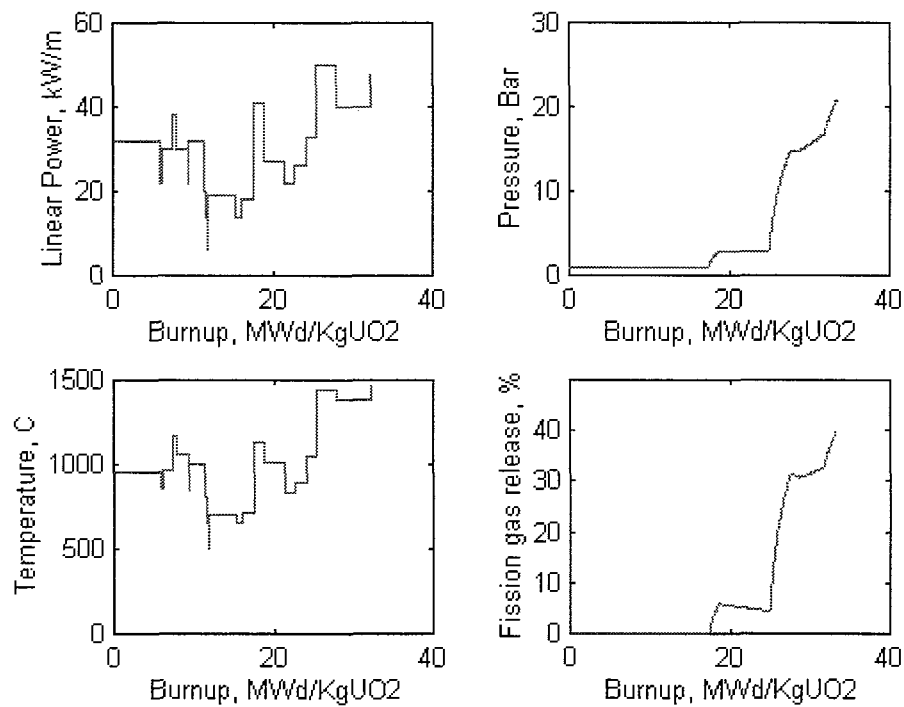 Linear Power, kW/m
60
40
20
0
0 20 40
Burnup, MWd/KgUO2
Pressure, Bar
30
20
10
0
0 20 40
Burnup, MWd/KgUO2
Temperature, C
1500
1000
500
0
0 20 40
Burnup, MWd/KgUO2
Fission gas release, %
40
30
20
10
0
0 20 40
Burnup, MWd/KgUO2